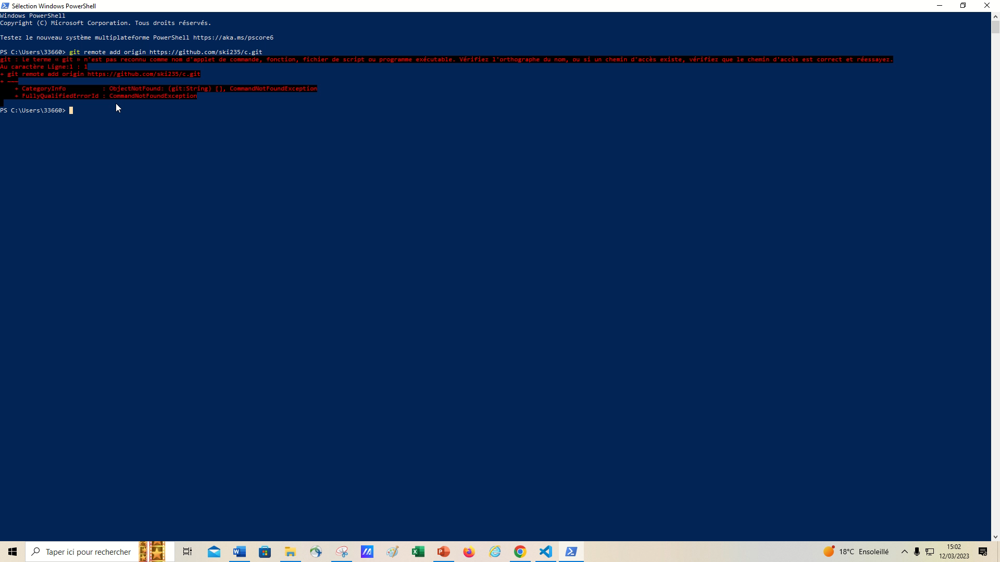 Sélection Windows PowerShell
Windows PowerShell
Copyright (C) Microsoft Corporation. Tous droits réservés.
Testez le nouveau système multiplateforme PowerShell https://aka.ms/pscore6
PS C:\Users\33660> git remote add origin https://github.com/ski235/c.git
git : Le terme « git » n'est pas reconnu comme nom d'applet de commande, fonction, fichier de script ou programme exécutable. Vérifiez l'orthographe du nom, ou si un chemin d'accès existe, vérifiez que le chemin d'accès est correct et réessayez.
Au caractère Ligne:1 : 1
+ git remote add origin https://github.com/ski235/c.git
+ ~~~
+ CategoryInfo : ObjectNotFound: (git:String) [], CommandNotFoundException
+ FullyQualifiedErrorId : CommandNotFoundException
PS C:\Users\33660>
Taper ici pour rechercher
18°C Ensoleillé
15:02
12/03/2023